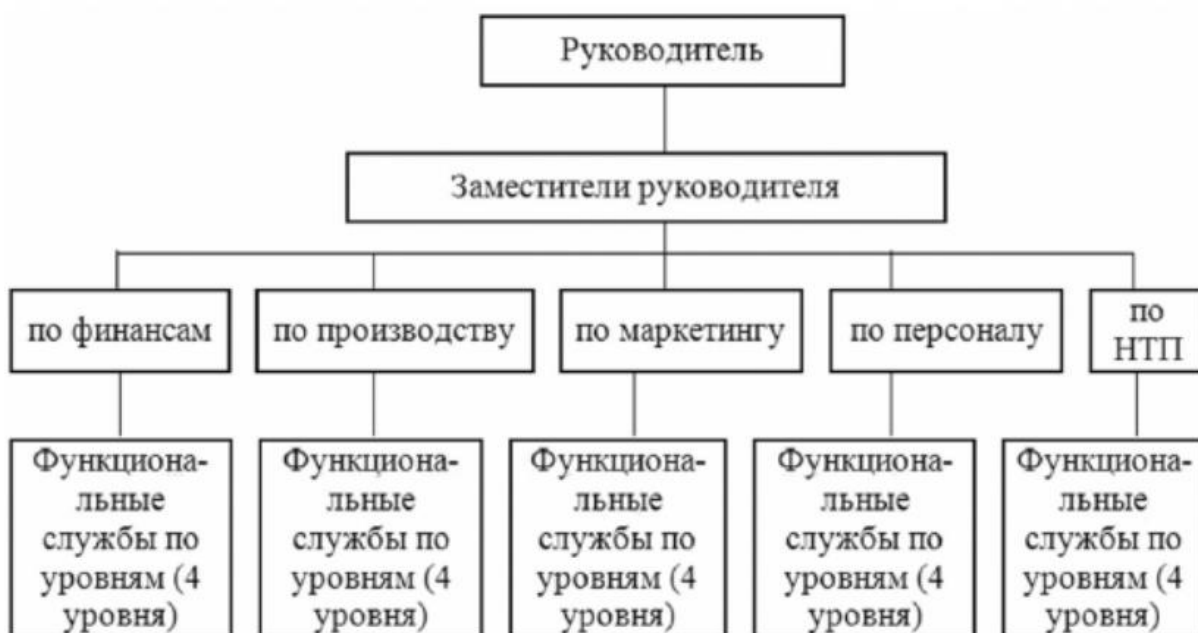 Руководитель
Заместители руководителя
по финансам
по производству
по маркетингу
по персоналу
по
НТП
Функциона-
льные
службы по
уровням (4
уровня)
Функциона-
льные
службы по
уровням (4
уровня)
Функциона-
льные
службы по
уровням (4
уровня)
Функциона-
льные
службы по
уровням (4
уровня)
Функциона-
льные
службы по
уровням (4
уровня)